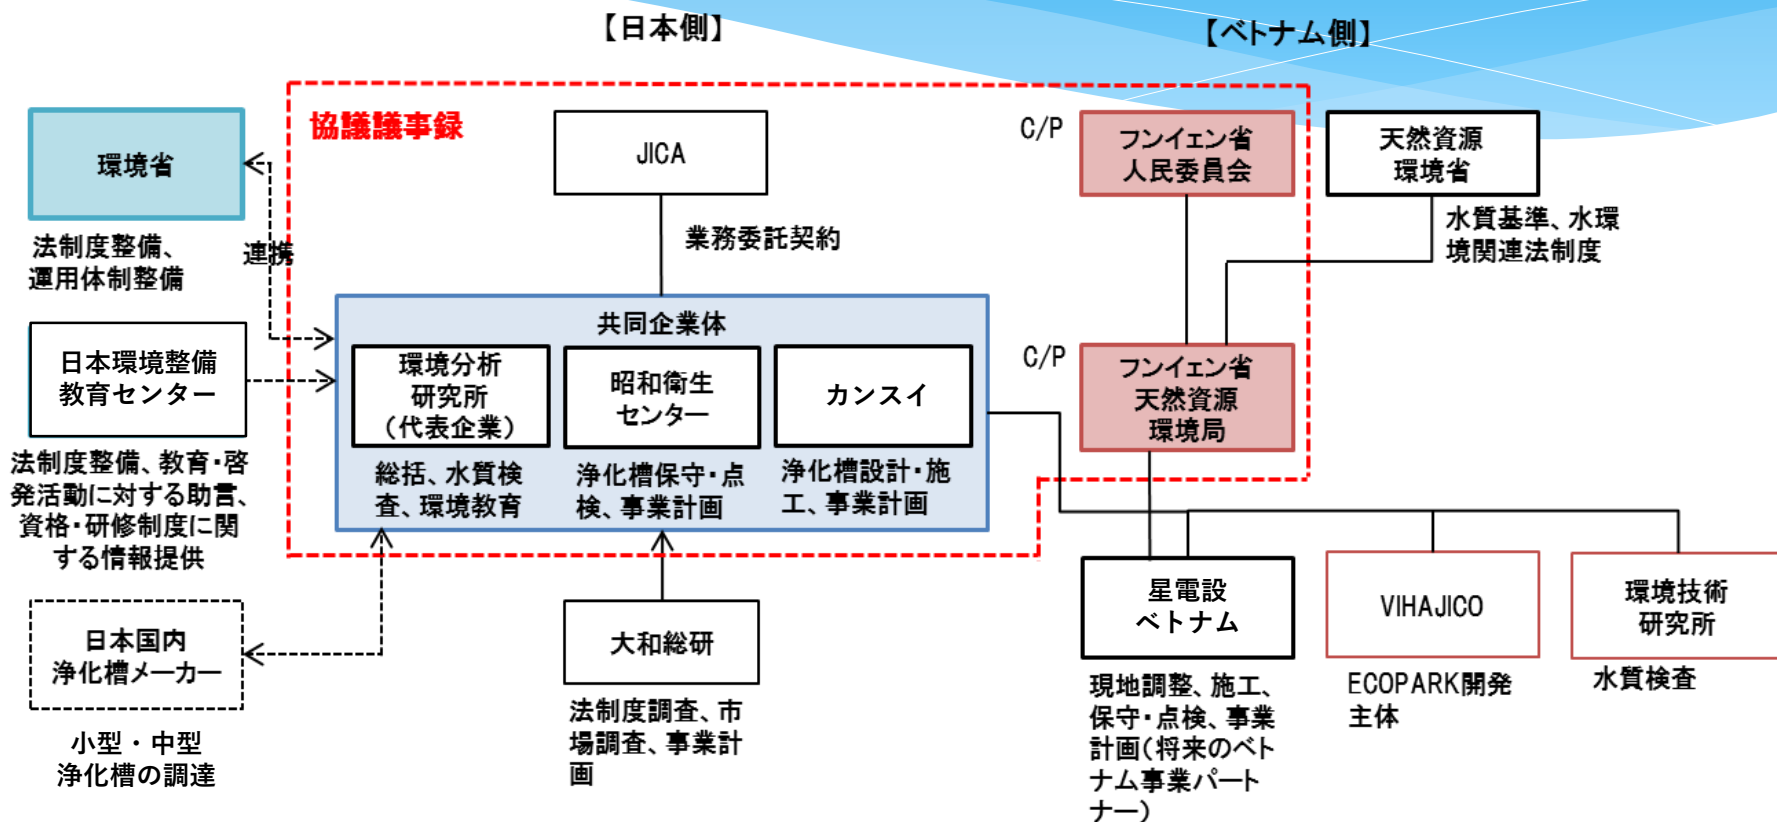 【日本側】
【ベトナム側】
協議議事録
環境省
法制度整備、
運用体制整備
連携
JICA
業務委託契約
C/P
フンイェン省
人民委員会
天然資源
環境省
水質基準、水環
境関連法制度
日本環境整備
教育センター
法制度整備、教育・啓
発活動に対する助言、
資格・研修制度に関
する情報提供
共同企業体
環境分析
研究所
（代表企業）
総括、水質検
査、環境教育
昭和衛生
センター
浄化槽保守・点
検、事業計画
カンスイ
浄化槽設計・施
工、事業計画
C/P
フンイェン省
天然資源
環境局
日本国内
浄化槽メーカー
小型・中型
浄化槽の調達
大和総研
法制度調査、市
場調査、事業計
画
星電設
ベトナム
現地調整、施工、
保守・点検、事業
計画（将来のベト
ナム事業パート
ナー）
VIHAJICO
ECOPARK開発
主体
環境技術
研究所
水質検査